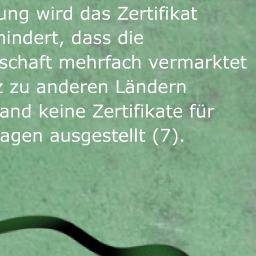 ung wird das Zertifikat
nindert, dass die
schaft mehrfach vermarktet
z zu anderen Ländern
and keine Zertifikate für
agen ausgestellt (7).